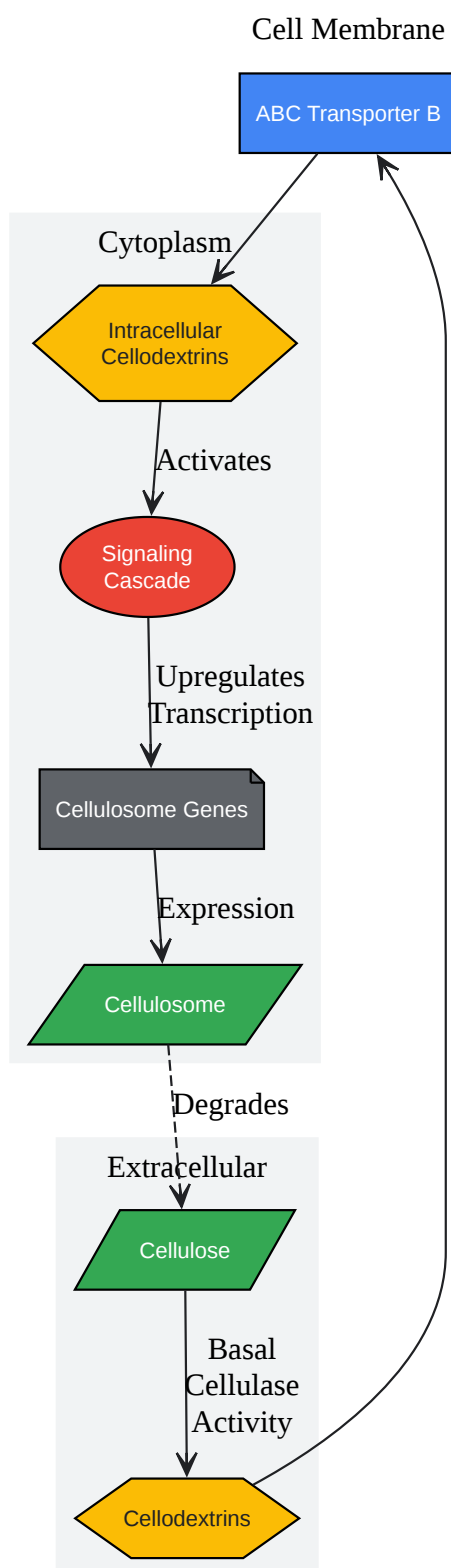 Cell Membrane
ABC Transporter B
Cytoplasm
Intracellular
Cellodextrins
Activates
Signaling
Cascade
Upregulates
Transcription
Cellulosome Genes
Expression
Cellulosome
Degrades
Extracellular
Cellulose
Basal
Cellulase
Activity
Cellodextrins